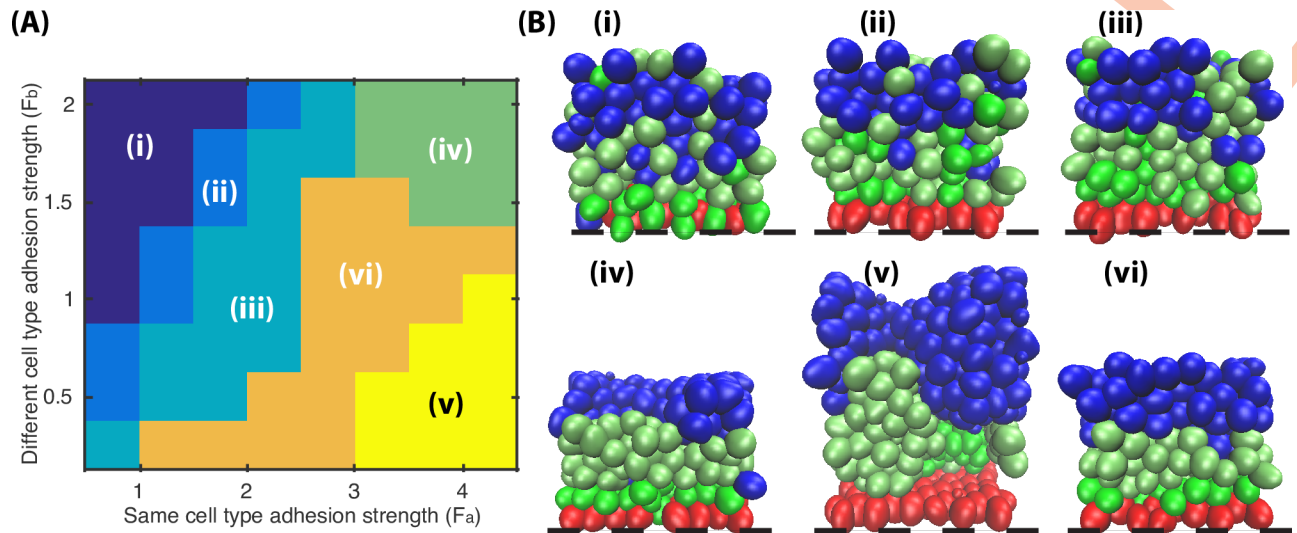 (A)
Different cell type adhesion strength (Fb)
2
1.5
1
0.5
1
2
3
4
Same cell type adhesion strength (Fa)
(i)
(ii)
(iii)
(iv)
(vi)
(v)
(B)
(i)
(ii)
(iii)
(iv)
(v)
(vi)